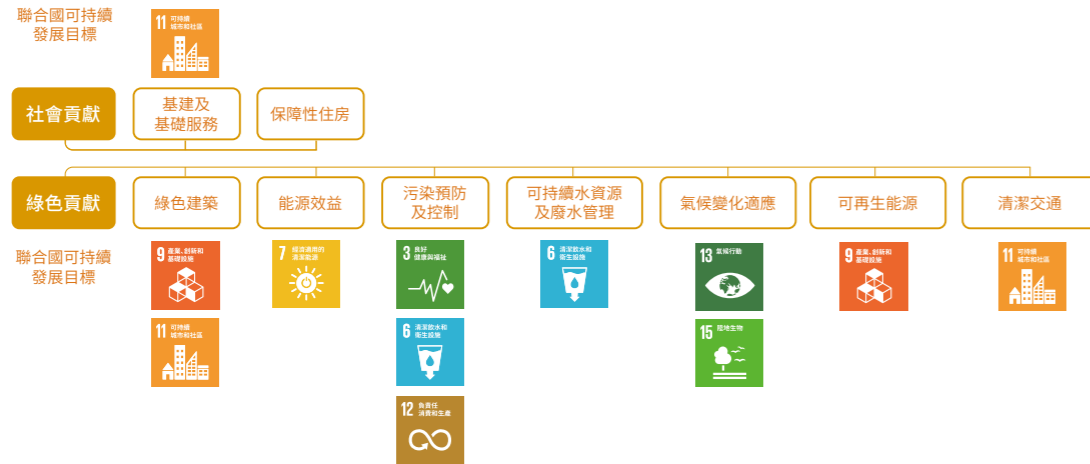 聯合國可持續
發展目標
11 可持續
城市和社區
社會貢獻
基建及
基礎服務
保障性住房
綠色貢獻
綠色建築
能源效益
污染預防
及控制
可持續水資源
及廢水管理
氣候變化適應
可再生能源
清潔交通
聯合國可持續
發展目標
9 產業、創新和
基礎設施
11 可持續
城市和社區
7 經濟適用的
清潔能源
3 良好
健康與福祉
6 清潔飲水和
衛生設施
12 負責任
消費和生產
6 清潔飲水和
衛生設施
13 氣候行動
15 陸地生物
9 產業、創新和
基礎設施
11 可持續
城市和社區